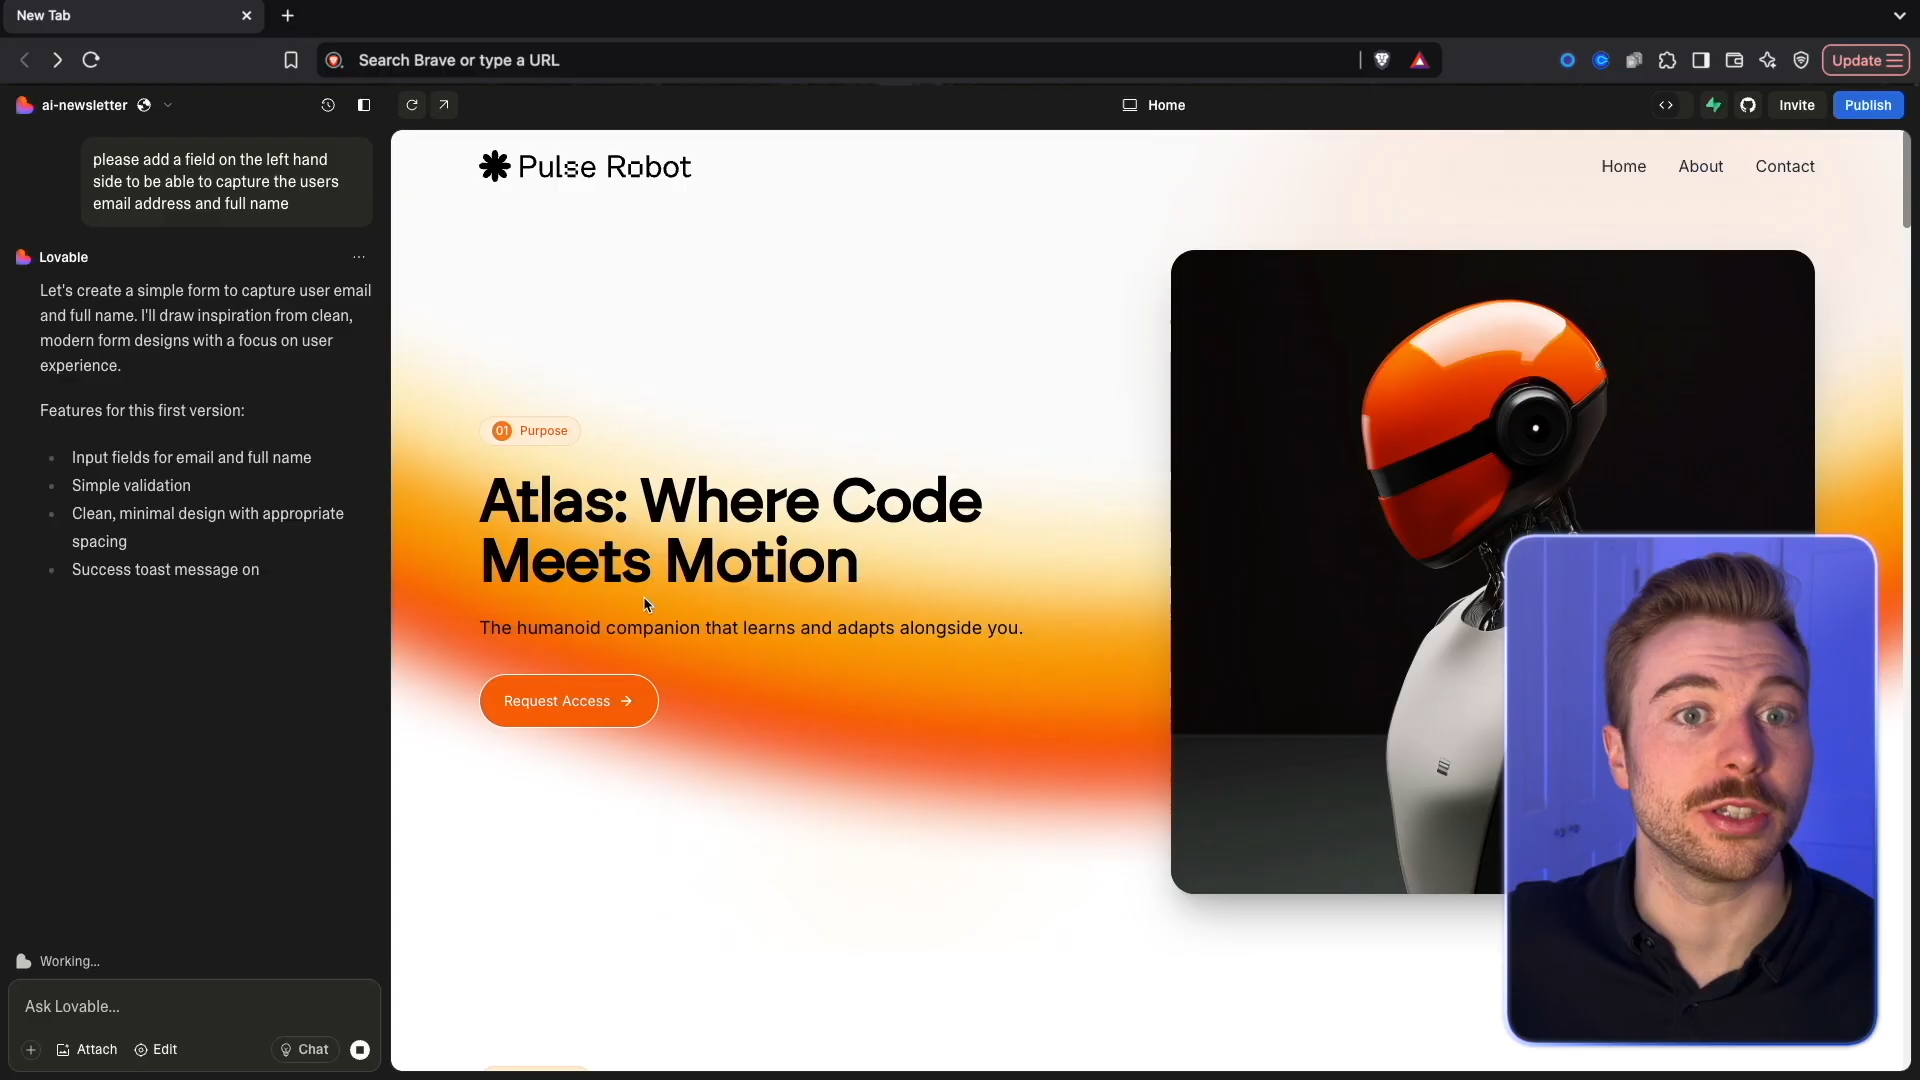 New Tab
Search Brave or type a URL
Update
ai-newsletter
Home
Invite
Publish
please add a field on the left hand
side to be able to capture the users
email address and full name
Lovable
Let's create a simple form to capture user email
and full name. I'll draw inspiration from clean,
modern form designs with a focus on user
experience.
Features for this first version:
Input fields for email and full name
Simple validation
Clean, minimal design with appropriate
spacing
Success toast message on
Working...
Ask Lovable...
Attach
Edit
Chat
Pulse Robot
Home
About
Contact
01 Purpose
Atlas: Where Code
Meets Motion
The humanoid companion that learns and adapts alongside you.
Request Access →